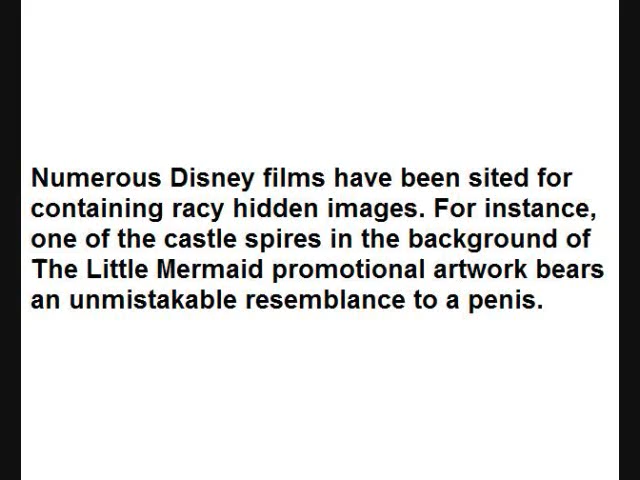 Numerous Disney films have been sited for
containing racy hidden images. For instance,
one of the castle spires in the background of
The Little Mermaid promotional artwork bears
an unmistakable resemblance to a penis.